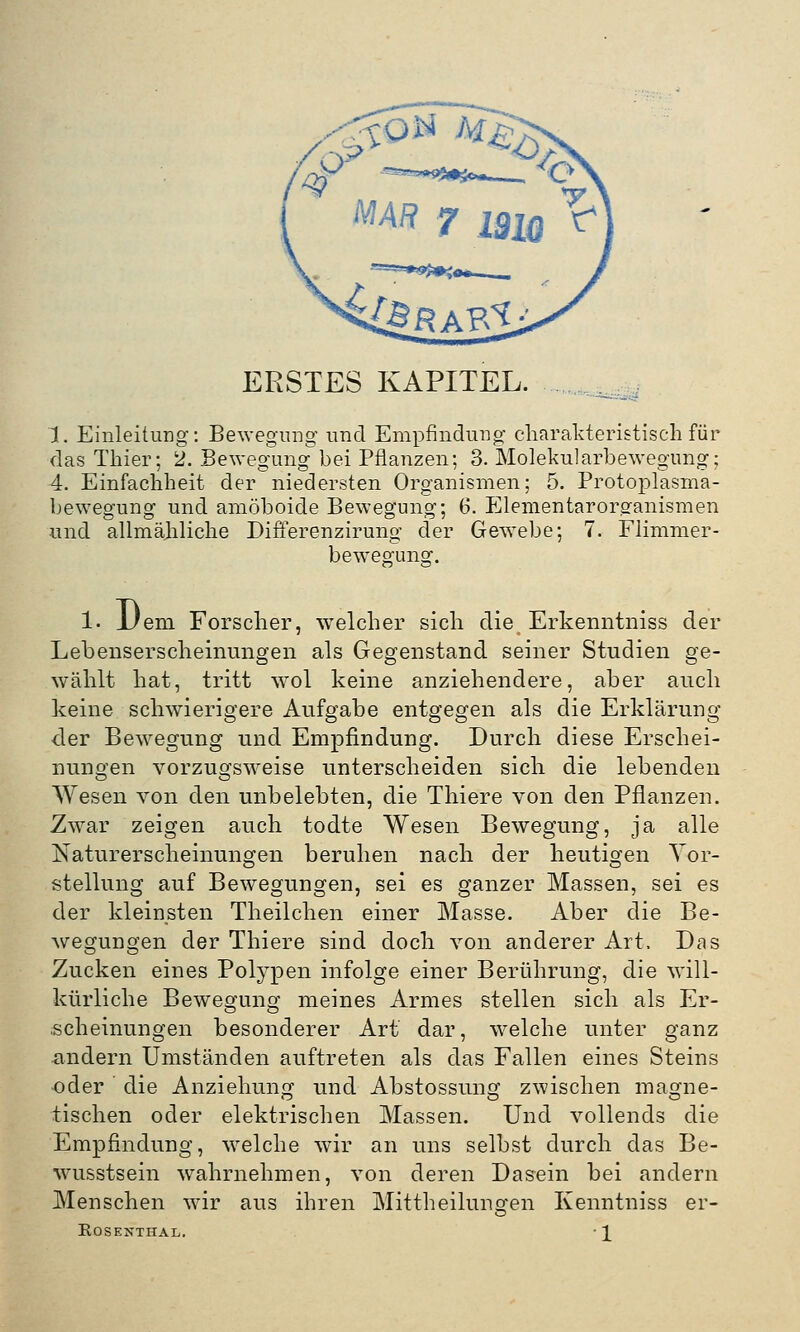 BOSTON MEDICAL
MAR 7 1910
LIBRARY
ERSTES KAPITEL.
1. Einleitung: Bewegung und Empfindung charakteristisch für
das Thier; 2. Bewegung bei Pflanzen; 3. Molekularbewegung;
4. Einfachheit der niedersten Organismen; 5. Protoplasma-
bewegung und amöboide Bewegung; 6. Elementarorganismen
und allmähliche Differenzirung der Gewebe; 7. Flimmer-
bewegung.
1. Dem Forscher, welcher sich die Erkenntniss der
Lebenserscheinungen als Gegenstand seiner Studien ge-
wählt hat, tritt wol keine anziehendere, aber auch
keine schwierigere Aufgabe entgegen als die Erklärung
der Bewegung und Empfindung. Durch diese Erschei-
nungen vorzugsweise unterscheiden sich die lebenden
Wesen von den unbelebten, die Thiere von den Pflanzen.
Zwar zeigen auch todte Wesen Bewegung, ja alle
Naturerscheinungen beruhen nach der heutigen Vor-
stellung auf Bewegungen, sei es ganzer Massen, sei es
der kleinsten Theilchen einer Masse. Aber die Be-
wegungen der Thiere sind doch von anderer Art. Das
Zucken eines Polypen infolge einer Berührung, die will-
kürliche Bewegung meines Armes stellen sich als Er-
scheinungen besonderer Art dar, welche unter ganz
andern Umständen auftreten als das Fallen eines Steins
oder die Anziehung und Abstossung zwischen magne-
tischen oder elektrischen Massen. Und vollends die
Empfindung, welche wir an uns selbst durch das Be-
wusstsein wahrnehmen, von deren Dasein bei andern
Menschen wir aus ihren Mittheilungen Kenntniss er-
ROSENTHAL. 1